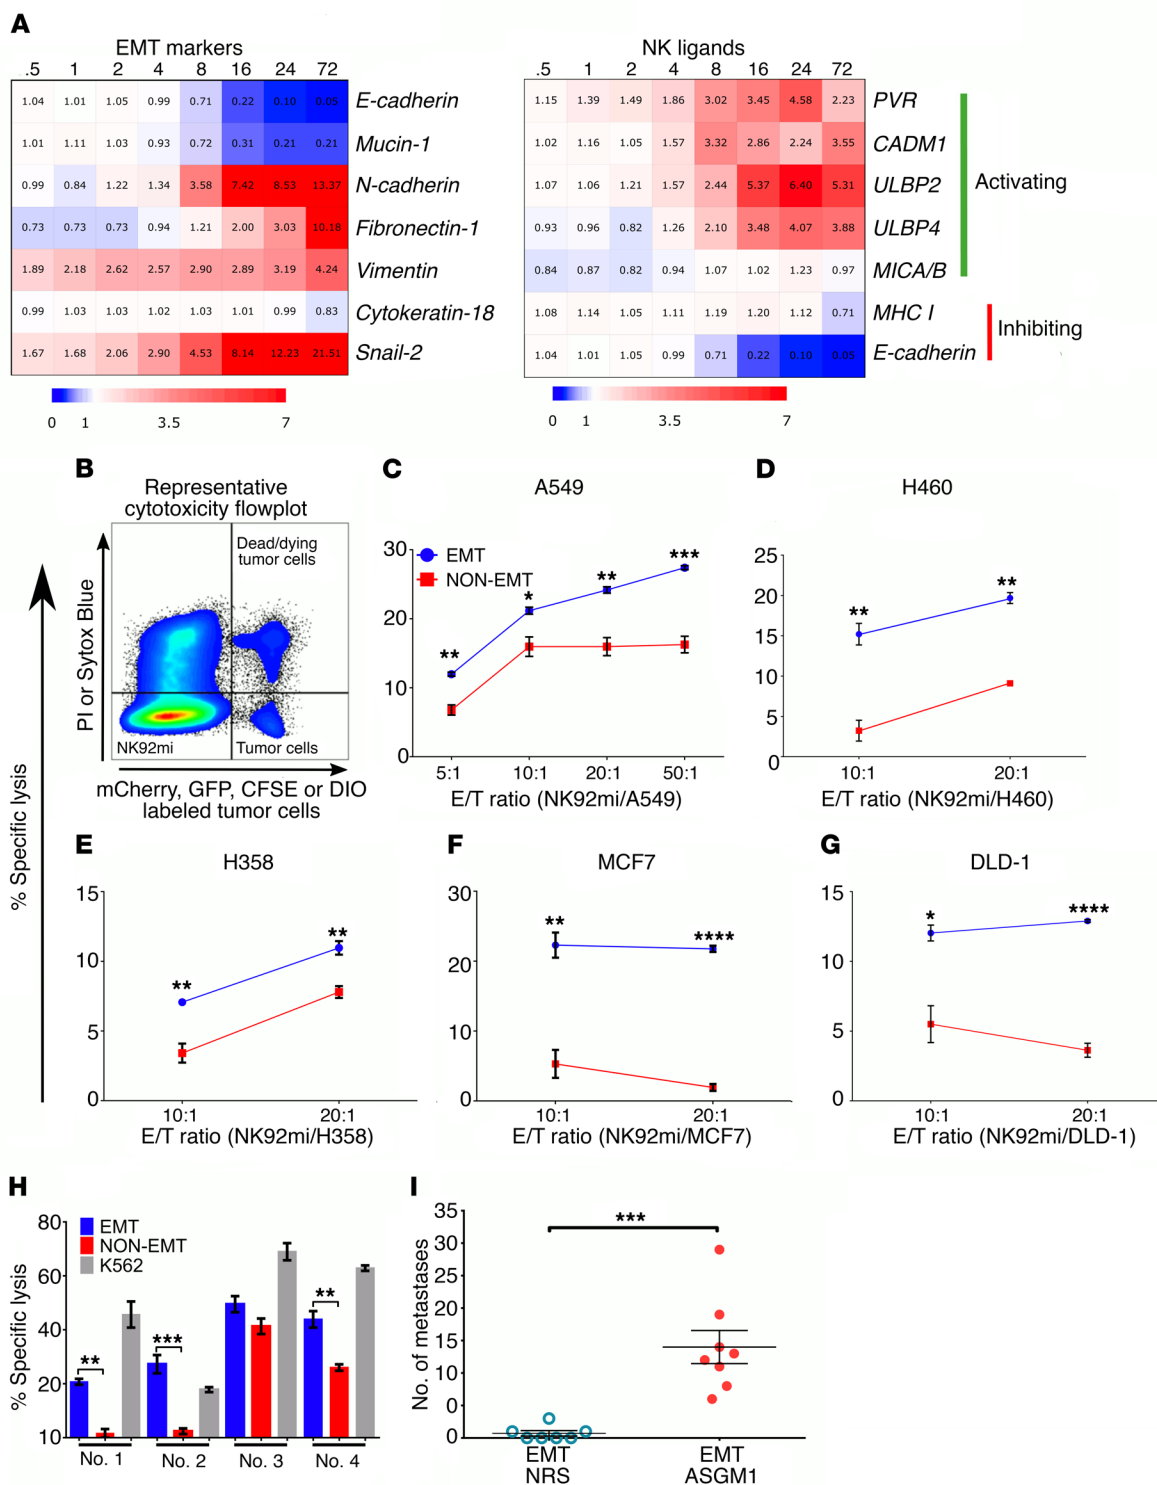 A
EMT markers
.5 1 2 4 8 16 24 72
1.04 1.01 1.05 0.99 0.71 0.22 0.10 0.05 E-cadherin
1.01 1.11 1.03 0.93 0.72 0.31 0.21 0.21 Mucin-1
0.99 0.84 1.22 1.34 3.58 7.42 8.53 13.37 N-cadherin
0.73 0.73 0.73 0.94 1.21 2.00 3.03 10.18 Fibronectin-1
1.89 2.18 2.62 2.57 2.90 2.89 3.19 4.24 Vimentin
0.99 1.03 1.03 1.02 1.04 1.01 0.99 0.83 Cytokeratin-18
1.67 1.68 2.06 2.90 4.53 8.14 12.23 21.51 Snail-2
0 1 3.5 7
NK ligands
.5 1 2 4 8 16 24 72
1.15 1.39 1.49 1.86 3.02 3.45 4.58 2.23 PVR
1.02 1.16 1.05 1.57 3.32 2.86 2.24 3.55 CADM1
1.07 1.06 1.21 1.57 2.44 5.37 6.40 5.31 ULBP2
0.93 0.96 0.82 1.26 2.10 3.48 4.07 3.88 ULBP4
0.84 0.87 0.82 0.94 1.07 1.02 1.23 0.97 MICA/B
1.08 1.14 1.05 1.11 1.19 1.20 1.12 0.71 MHC I
1.04 1.01 1.05 0.99 0.71 0.22 0.10 0.05 E-cadherin
Activating
Inhibiting
0 1 3.5 7
% Specific lysis
B
Representative
cytotoxicity flowplot
Dead/dying
tumor cells
NK92mi
Tumor cells
PI or Sytox Blue
mCherry, GFP, CFSE or DIO
labeled tumor cells
C
A549
EMT
NON-EMT
30
20
10
0
** * ** ***
5:1 10:1 20:1 50:1
E/T ratio (NK92mi/A549)
D
H460
25
20
15
10
5
0
** **
10:1 20:1
E/T ratio (NK92mi/H460)
E
H358
15
10
5
0
** **
10:1 20:1
E/T ratio (NK92mi/H358)
F
MCF7
30
20
10
0
** ****
10:1 20:1
E/T ratio (NK92mi/MCF7)
G
DLD-1
15
10
5
0
* ****
10:1 20:1
E/T ratio (NK92mi/DLD-1)
H
% Specific lysis
80
60
40
20
10
EMT
NON-EMT
K562
** *** **
No. 1 No. 2 No. 3 No. 4
I
No. of metastases
35
30
25
20
15
10
0
0
***
EMT
NRS
EMT
ASGM1